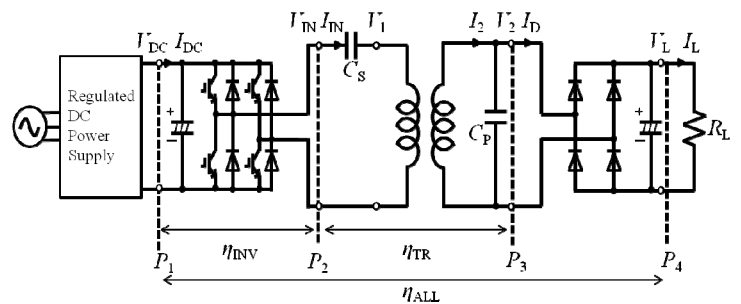 V_DC I_DC
V_IN I_IN
V_1
I_2 V_2 I_D
V_L I_L
C_S
Regulated
DC
Power
Supply
+
−
C_P
+
−
R_L
η_INV
η_TR
P_1
P_2
P_3
P_4
η_ALL